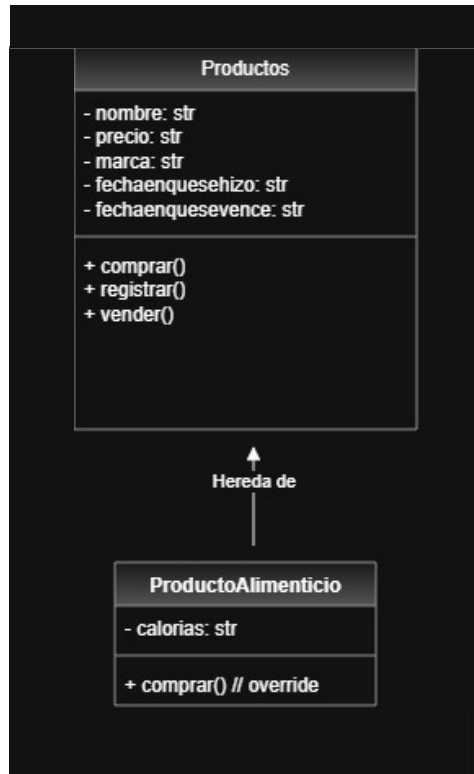 Productos
- nombre: str
- precio: str
- marca: str
- fechaenquesehizo: str
- fechaenquesevence: str
+ comprar()
+ registrar()
+ vender()
Hereda de
ProductoAlimenticio
- calorias: str
+ comprar() // override